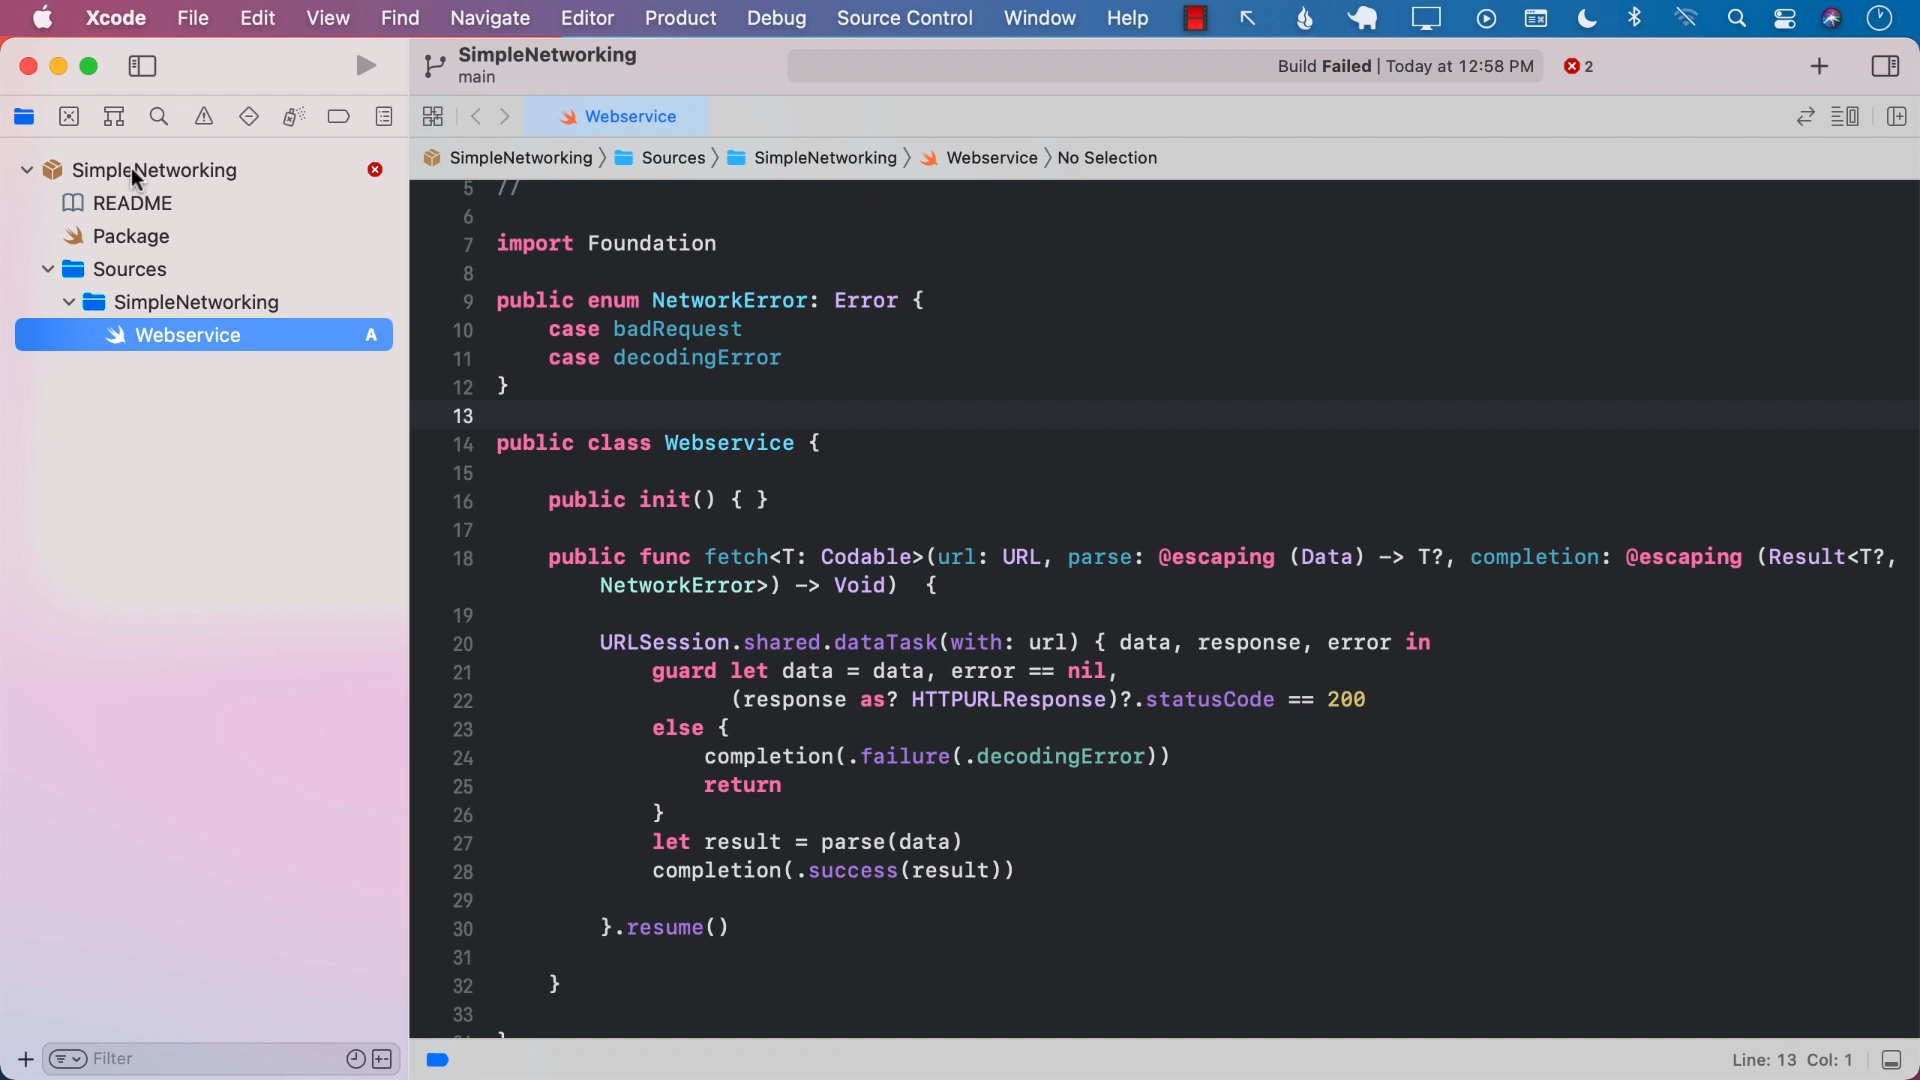 Xcode File Edit View Find Navigate Editor Product Debug Source Control Window Help
SimpleNetworking
main
Build Failed | Today at 12:58 PM 2
Webservice
SimpleNetworking Sources SimpleNetworking Webservice No Selection
SimpleNetworking
README
Package
Sources
SimpleNetworking
Webservice A
5 //
6
7 import Foundation
8
9 public enum NetworkError: Error {
10 case badRequest
11 case decodingError
12 }
13
14 public class Webservice {
15
16 public init() { }
17
18 public func fetch<T: Codable>(url: URL, parse: @escaping (Data) -> T?, completion: @escaping (Result<T?,
NetworkError>) -> Void)  {
19
20 URLSession.shared.dataTask(with: url) { data, response, error in
21 guard let data = data, error == nil,
22 (response as? HTTPURLResponse)?.statusCode == 200
23 else {
24 completion(.failure(.decodingError))
25 return
26 }
27 let result = parse(data)
28 completion(.success(result))
29
30 }.resume()
31
32 }
33
Filter
Line: 13 Col: 1